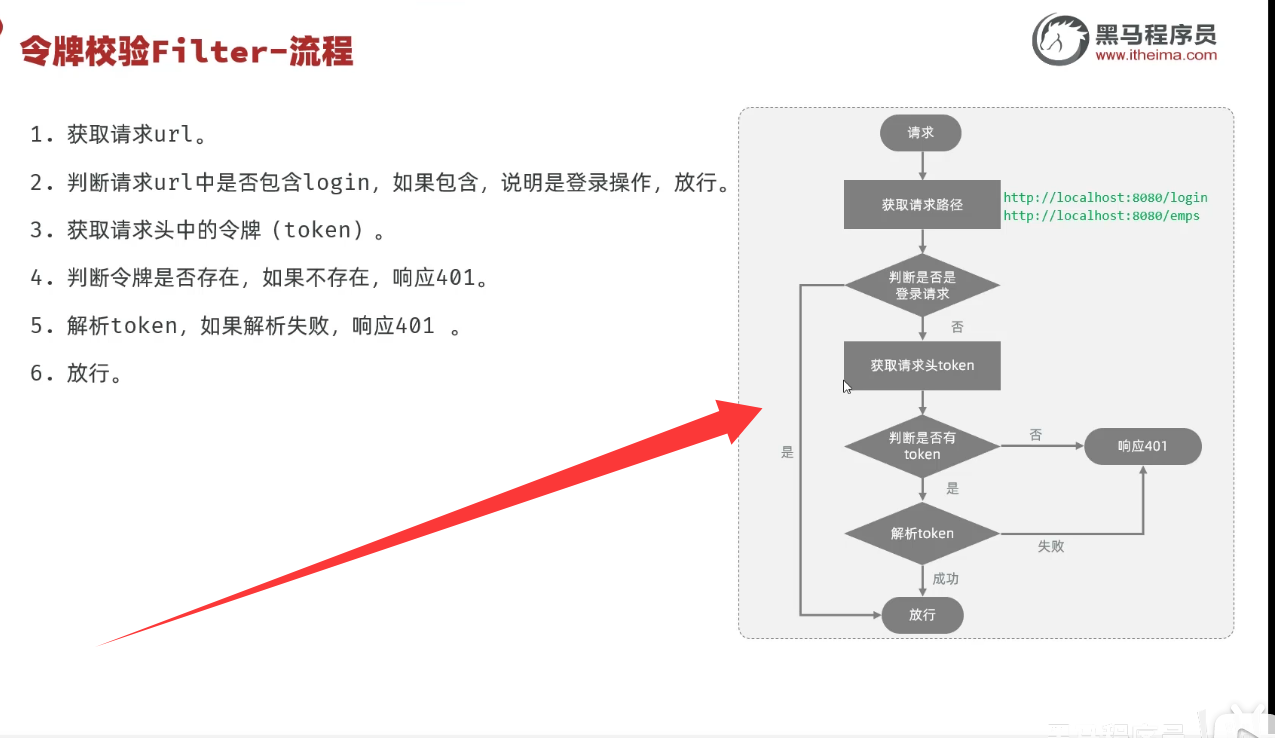 令牌校验Filter-流程
黑马程序员
www.itheima.com
1. 获取请求url。
2. 判断请求url中是否包含login，如果包含，说明是登录操作，放行。
3. 获取请求头中的令牌（token）。
4. 判断令牌是否存在，如果不存在，响应401。
5. 解析token，如果解析失败，响应401 。
6. 放行。
请求
获取请求路径
http://localhost:8080/login
http://localhost:8080/emps
判断是否是
登录请求
否
获取请求头token
判断是否有
token
否
响应401
是
是
解析token
失败
成功
放行